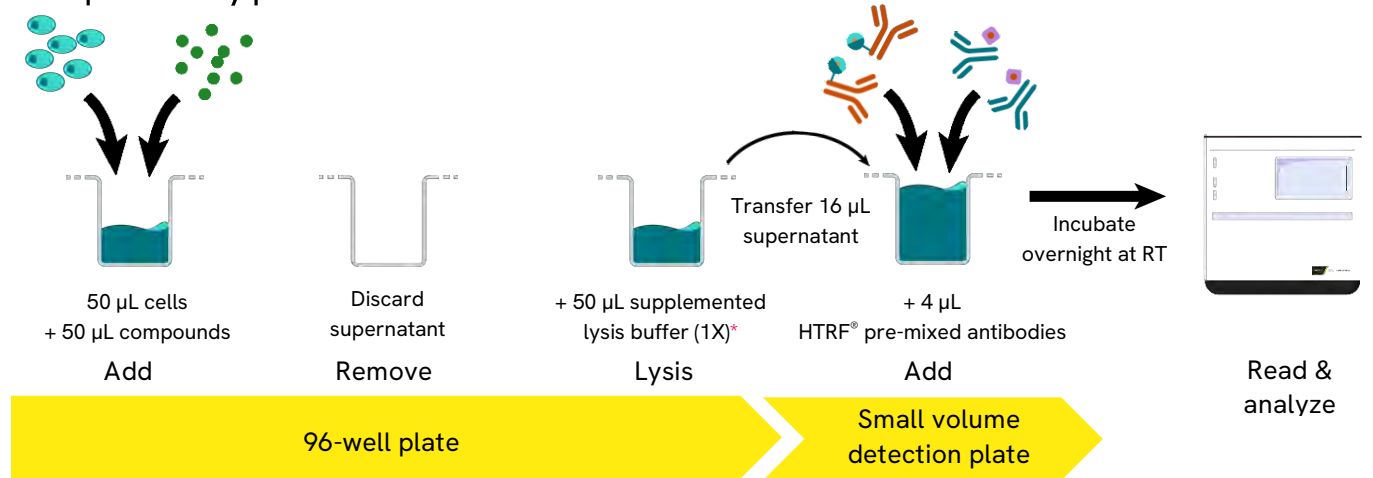 50 µL cells
+ 50 µL compounds
Add
Discard
supernatant
Remove
+ 50 µL supplemented
lysis buffer (1X)*
Lysis
Transfer 16 µL
supernatant
+ 4 µL
HTRF® pre-mixed antibodies
Add
Incubate
overnight at RT
Read &
analyze
96-well plate
Small volume
detection plate